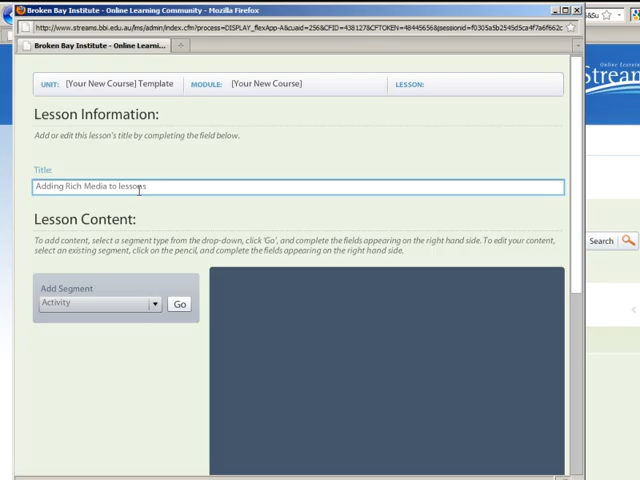 Broken Bay Institute - Online Learning Community - Mozilla Firefox
Broken Bay Institute - Online Learni...
UNIT: [Your New Course] Template MODULE: [Your New Course] LESSON:
Lesson Information:
Add or edit this lesson's title by completing the field below.
Title:
Adding Rich Media to lessons
Lesson Content:
To add content, select a segment type from the drop-down, click 'Go', and complete the fields appearing on the right hand side. To edit your content,
select an existing segment, click on the pencil, and complete the fields appearing on the right hand side.
Add Segment
Activity
Go
Online Learni
Stream
Search